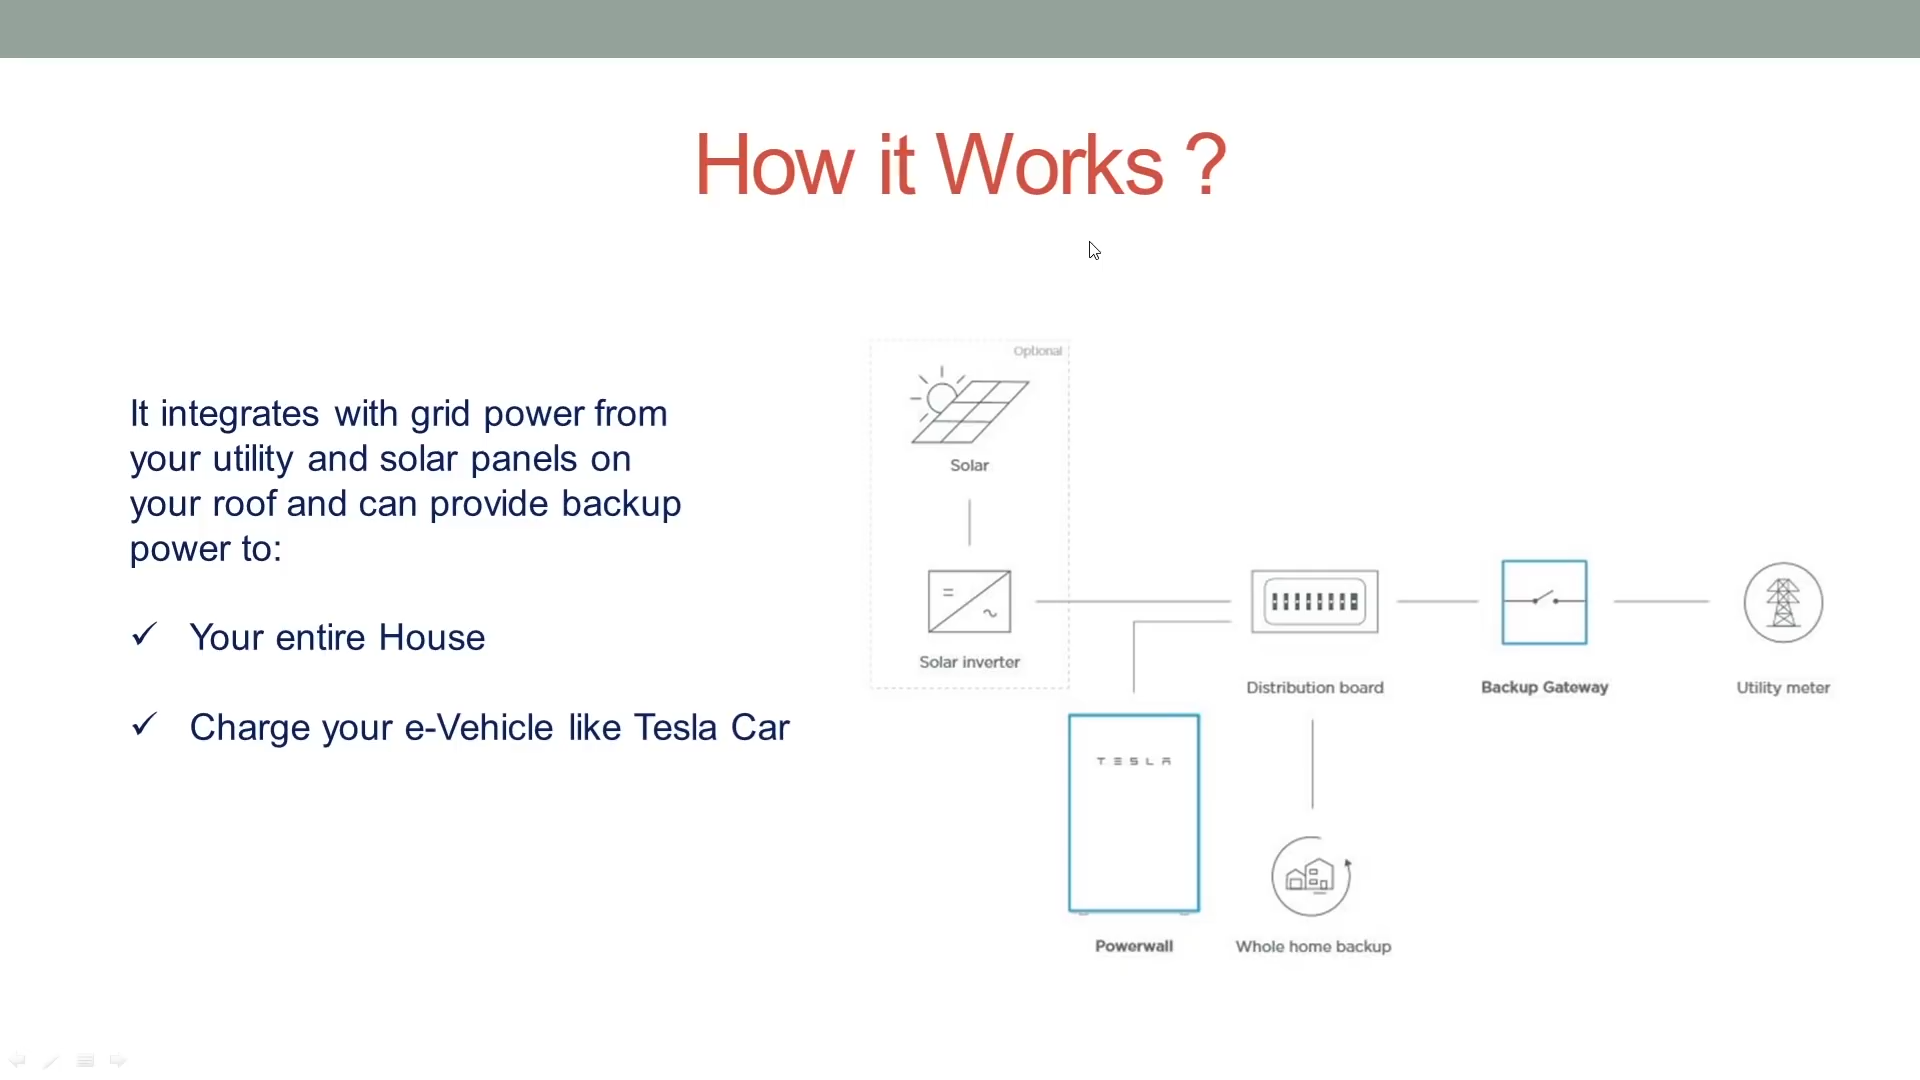 How it Works ?
It integrates with grid power from
your utility and solar panels on
your roof and can provide backup
power to:
✓ Your entire House
✓ Charge your e-Vehicle like Tesla Car
Optional
Solar
Solar inverter
Distribution board
Backup Gateway
Utility meter
TESLA
Powerwall
Whole home backup